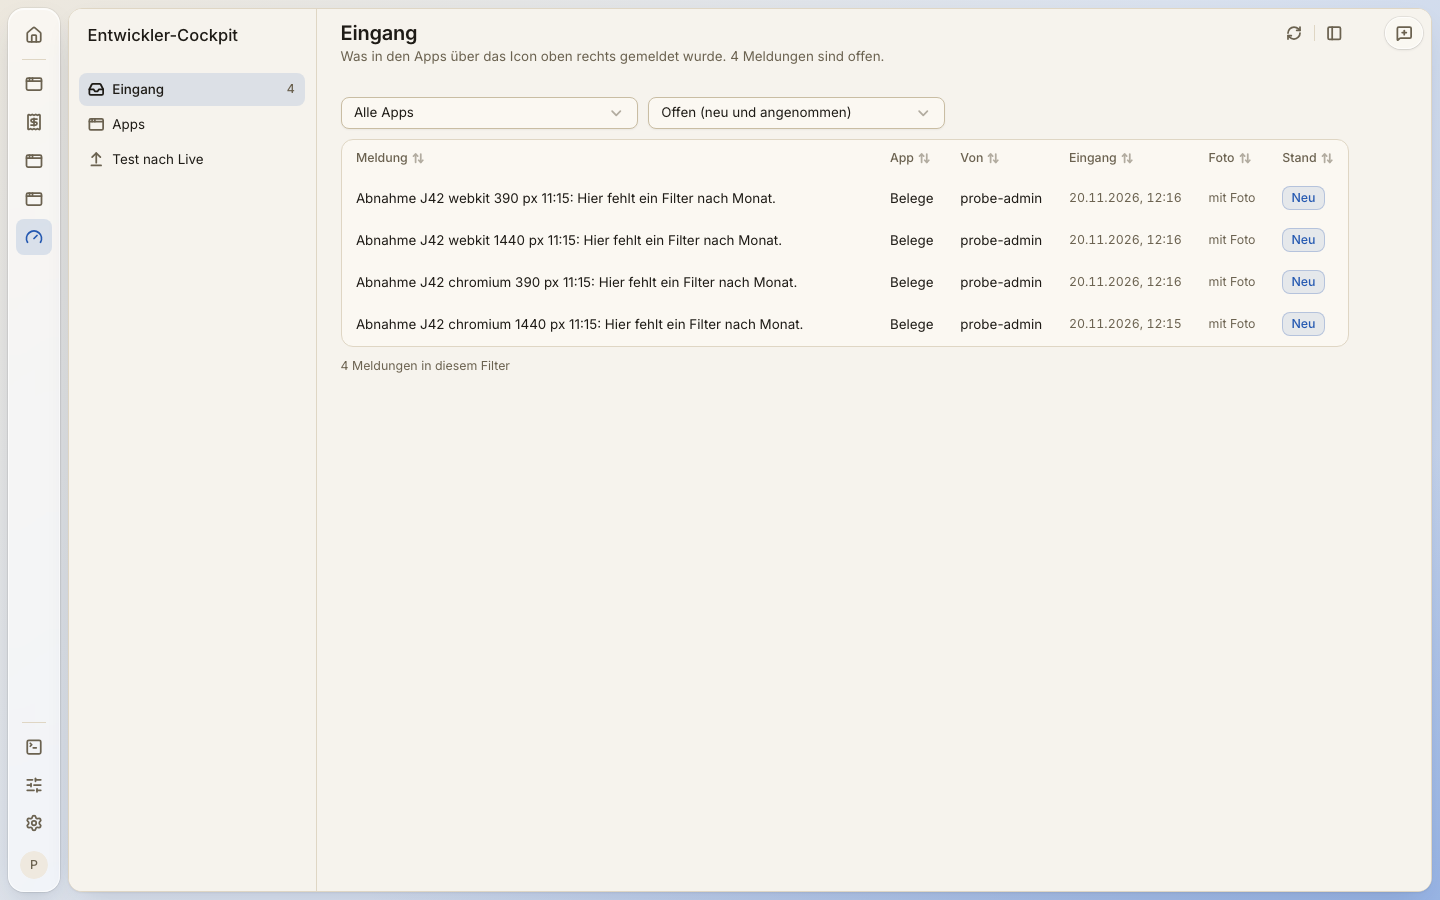 Entwickler-Cockpit
Eingang 4
Apps
Test nach Live
P
Eingang
Was in den Apps über das Icon oben rechts gemeldet wurde. 4 Meldungen sind offen.
Alle Apps
Offen (neu und angenommen)
Meldung App Von Eingang Foto Stand
Abnahme J42 webkit 390 px 11:15: Hier fehlt ein Filter nach Monat. Belege probe-admin 20.11.2026, 12:16 mit Foto Neu
Abnahme J42 webkit 1440 px 11:15: Hier fehlt ein Filter nach Monat. Belege probe-admin 20.11.2026, 12:16 mit Foto Neu
Abnahme J42 chromium 390 px 11:15: Hier fehlt ein Filter nach Monat. Belege probe-admin 20.11.2026, 12:16 mit Foto Neu
Abnahme J42 chromium 1440 px 11:15: Hier fehlt ein Filter nach Monat. Belege probe-admin 20.11.2026, 12:15 mit Foto Neu
4 Meldungen in diesem Filter